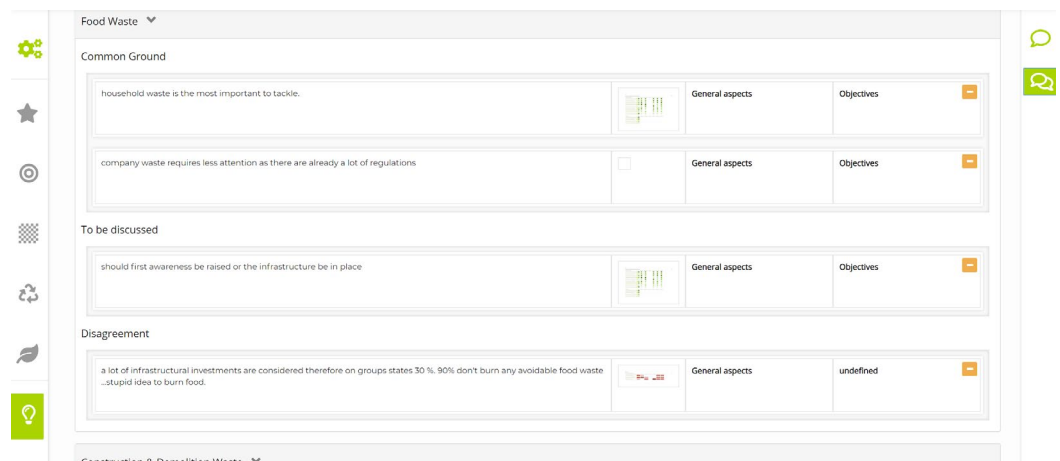 Food Waste
Common Ground
household waste is the most important to tackle.
General aspects
Objectives
company waste requires less attention as there are already a lot of regulations
General aspects
Objectives
To be discussed
should first awareness be raised or the infrastructure be in place
General aspects
Objectives
Disagreement
a lot of infrastructural investments are considered therefore on groups states 30 %. 90% don't burn any avoidable food waste
...stupid idea to burn food.
General aspects
undefined
Construction & Demolition Waste